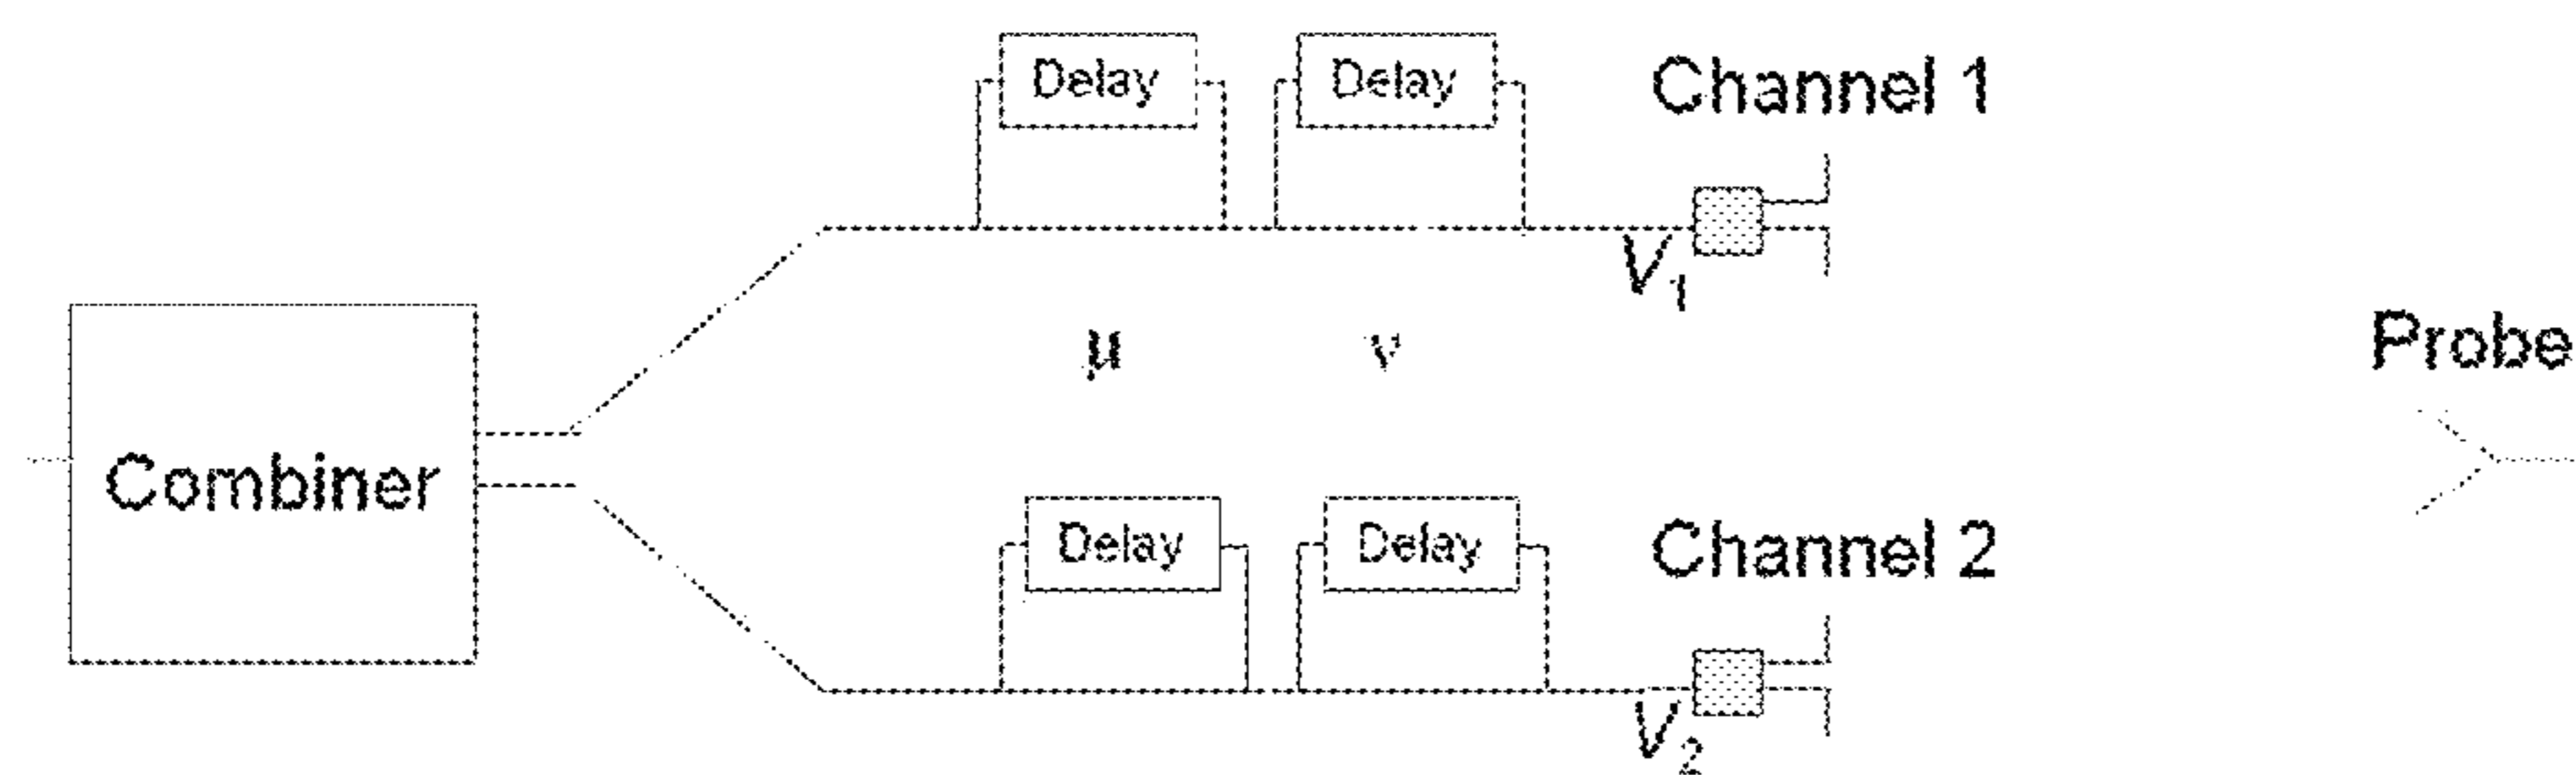 Delay Delay Channel 1
V1
μ ν Probe
Combiner
Delay Delay Channel 2
V2